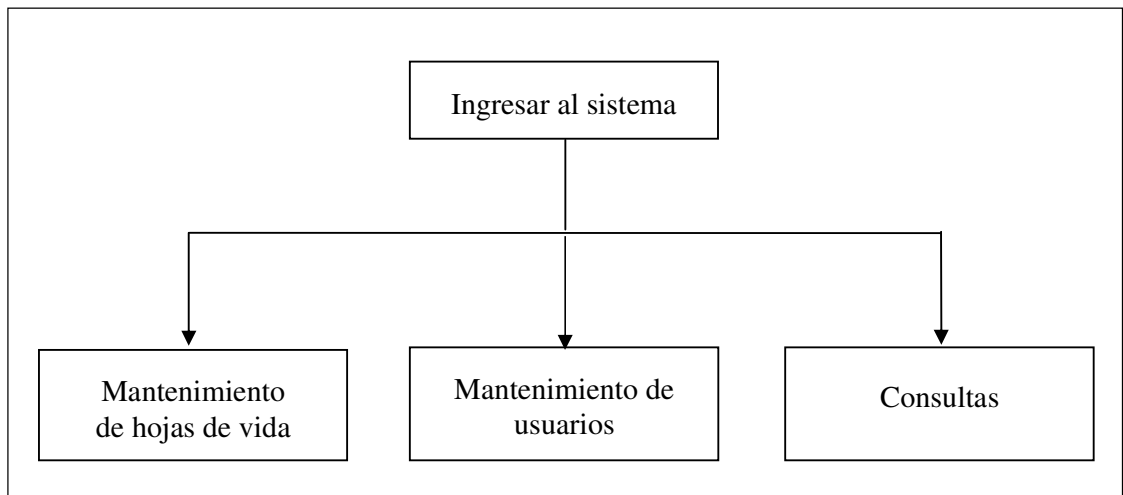 Ingresar al sistema
Mantenimiento
de hojas de vida
Mantenimiento de
usuarios
Consultas